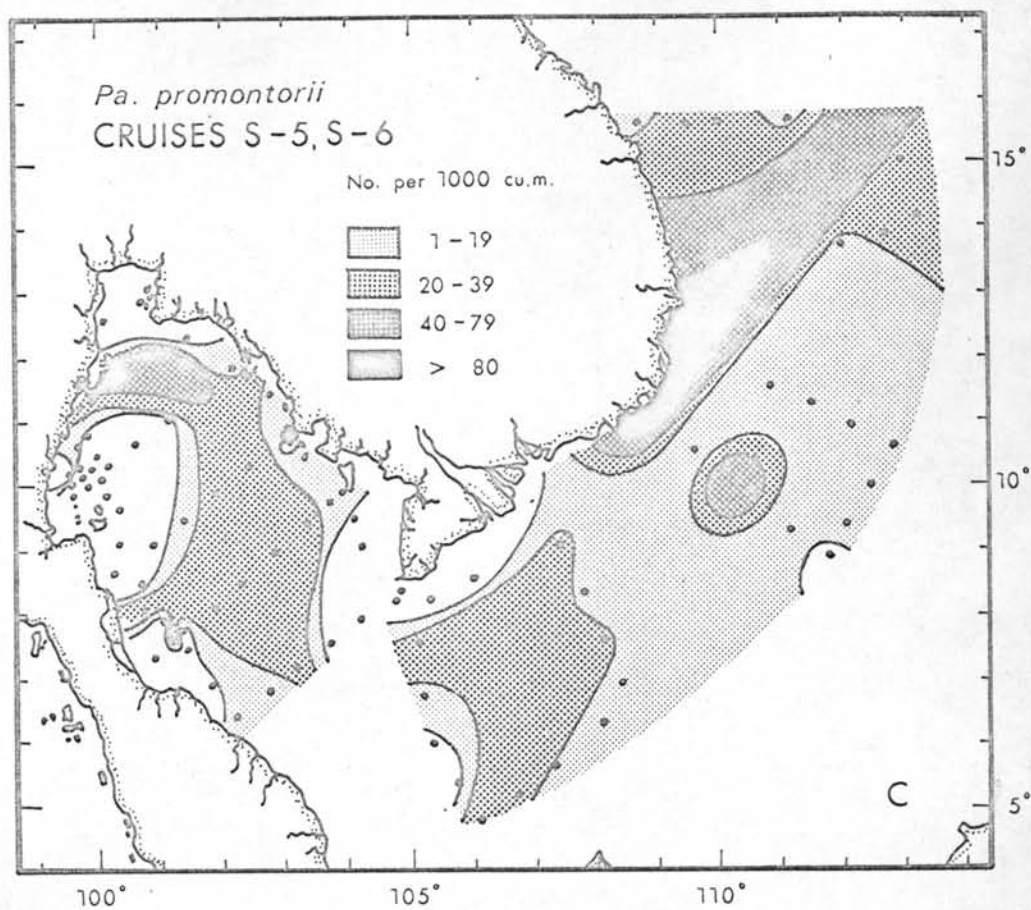 Pa. promontorii
CRUISES S-5, S-6
No. per 1000 cu.m.
1-19
20-39
40-79
> 80
15°
10°
C
5°
100°
105°
110°